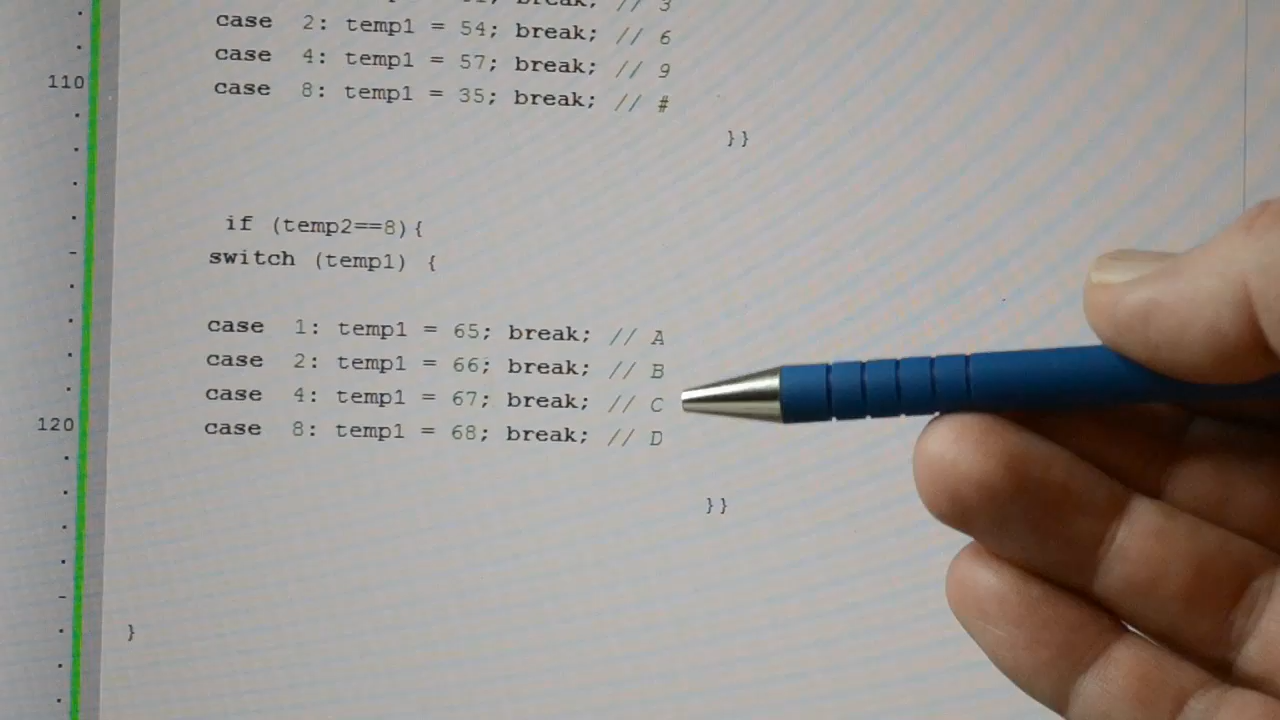 break; // 3
case 2: temp1 = 54; break; // 6
case 4: temp1 = 57; break; // 9
110 case 8: temp1 = 35; break; // #
}}
if (temp2==8){
switch (temp1) {
case 1: temp1 = 65; break; // A
case 2: temp1 = 66; break; // B
case 4: temp1 = 67; break; // C
120 case 8: temp1 = 68; break; // D
}}
}